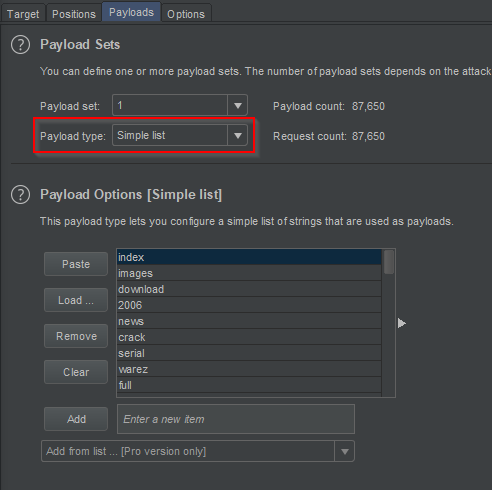 Target Positions Payloads Options
? Payload Sets
You can define one or more payload sets. The number of payload sets depends on the attack
Payload set: 1 Payload count: 87,650
Payload type: Simple list Request count: 87,650
? Payload Options [Simple list]
This payload type lets you configure a simple list of strings that are used as payloads.
Paste
Load ...
Remove
Clear
index
images
download
2006
news
crack
serial
warez
full
Add Enter a new item
Add from list ... [Pro version only]